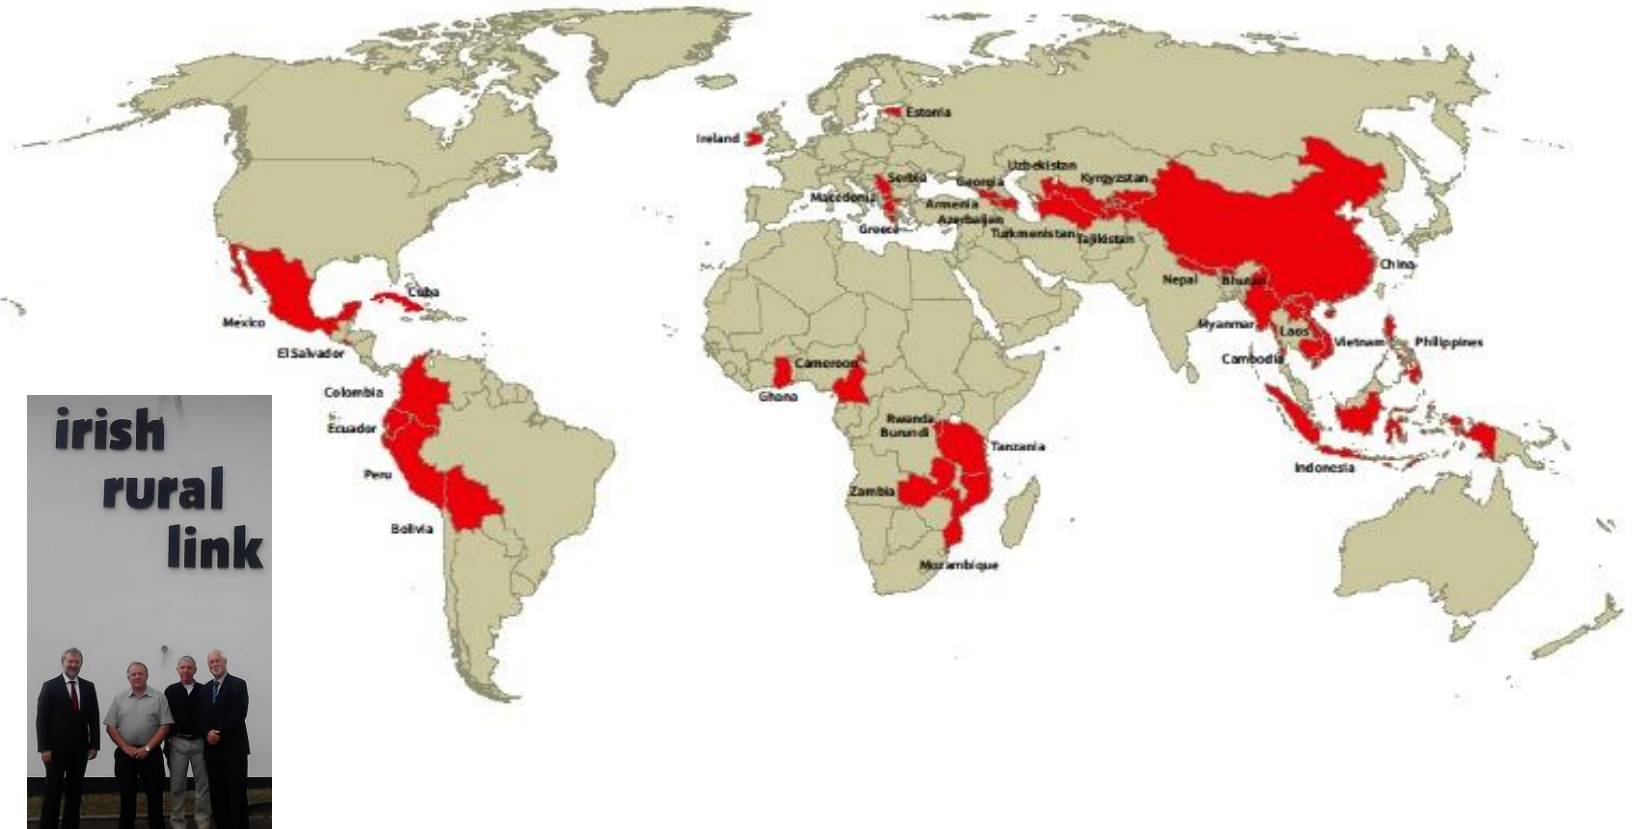 Estonia
Ireland
Uzbekistan
Kyrgyzstan
Serbia
Georgia
Macedonia
Armenia
Azerbaijan
Greece
Turkmenistan
Tajikistan
China
Nepal
Bhutan
Cuba
Mexico
Myanmar
Laos
Vietnam
Philippines
El Salvador
Cambodia
Cameroon
Colombia
Ghana
Ecuador
Rwanda
Burundi
Tanzania
Peru
Indonesia
Zambia
Bolivia
Mozambique
irish
rural
link